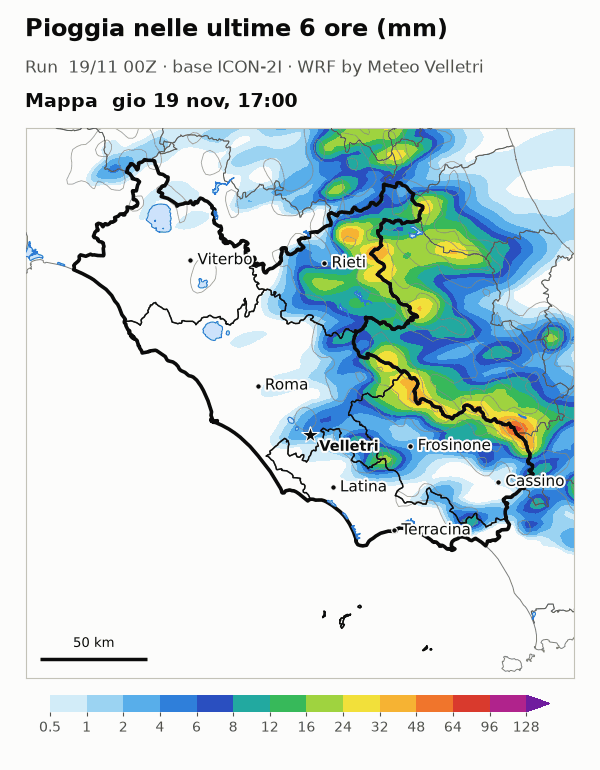 Pioggia nelle ultime 6 ore (mm)
Run 19/11 00Z · base ICON-2I · WRF by Meteo Velletri
Mappa gio 19 nov, 17:00
Viterbo
Rieti
Roma
Velletri
Frosinone
Cassino
Latina
Terracina
50 km
0.5 1 2 4 6 8 12 16 24 32 48 64 96 128